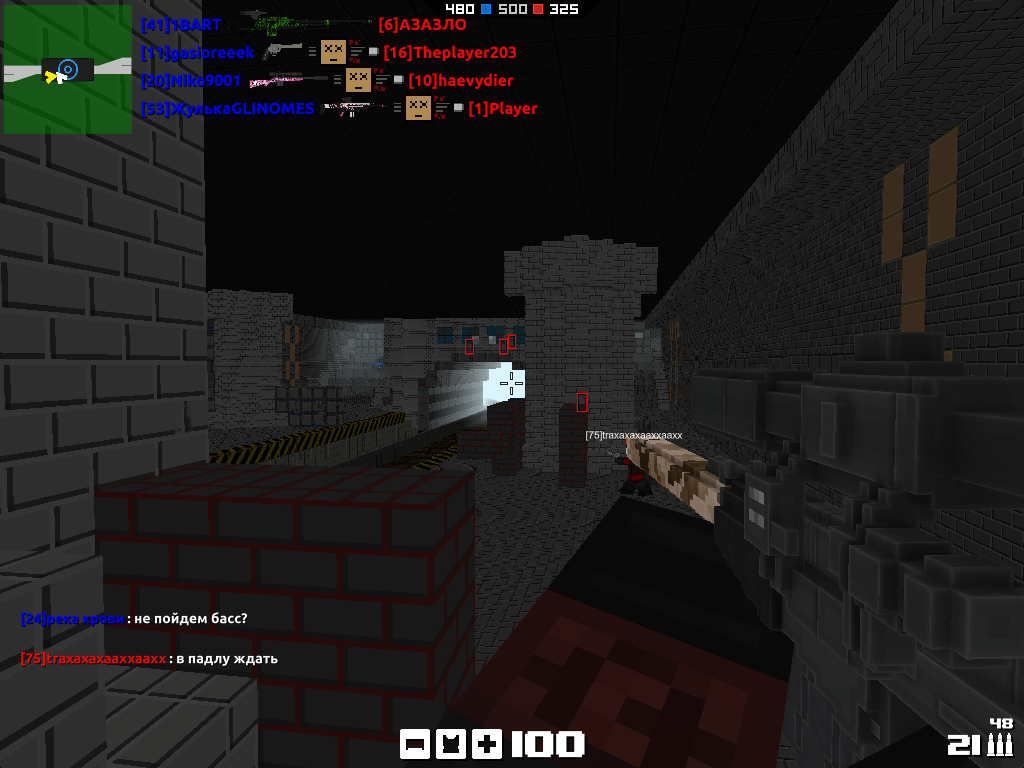 480 500 325
[41]1BART [6]АЗАЗЛО
[11]gasioreeek [16]Theplayer203
[20]Niko9001 [10]haevydier
[53]ЖулькаGLINOMES [1]Player
[75]traxaxaxaaxxaaxx
[24]река крови : не пойдем басс?
[75]traxaxaxaaxxaaxx : в падлу ждать
100
48
21